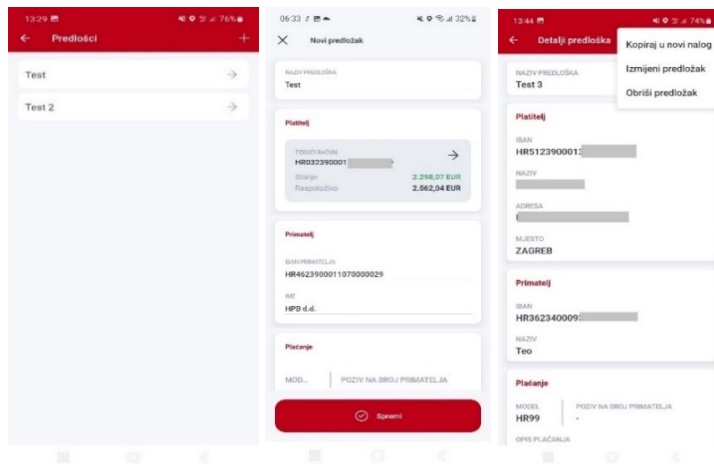 13:29
76%
Predlošci
Test
Test 2
06:33
32%
Novi predložak
NAZIV PREDLOŠKA
Test
Platitelj
TEKUĆI RAČUN
HR032390001
Stanje
2.298,07 EUR
Raspoloživo
2.562,04 EUR
Primatelj
IBAN PRIMATELJA
HR4623900011070000029
IME
HPB d.d.
Plaćanje
MOD...
POZIV NA BROJ PRIMATELJA
Spremi
13:44
74%
Detalji predloška
Kopiraj u novi nalog
Izmijeni predložak
Obriši predložak
NAZIV PREDLOŠKA
Test 3
Platitelj
IBAN
HR512390001
NAZIV
ADRESA
MJESTO
ZAGREB
Primatelj
IBAN
HR362340009
NAZIV
Teo
Plaćanje
MODEL
POZIV NA BROJ PRIMATELJA
HR99
-
OPIS PLAĆANJA